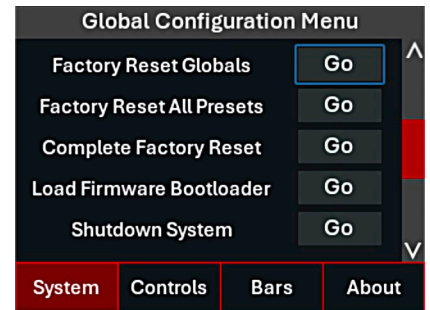 Global Configuration Menu
Factory Reset Globals Go
Factory Reset All Presets Go
Complete Factory Reset Go
Load Firmware Bootloader Go
Shutdown System Go
System Controls Bars About